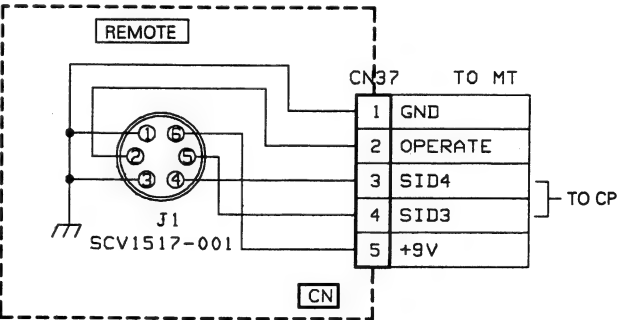 REMOTE
CN37 TO MT
1 GND
2 OPERATE
3 SID4
4 SID3
5 +9V
TO CP
1 6
2 5
3 4
J1
SCV1517-001
CN